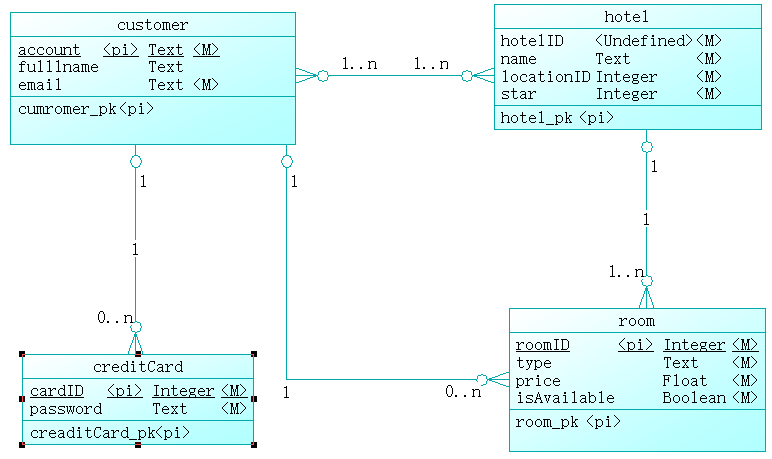 customer
account <pi> Text <M>
fulllname Text
email Text <M>
cumromer_pk<pi>
hotel
hotelID <Undefined><M>
name Text <M>
locationID Integer <M>
star Integer <M>
hotel_pk <pi>
1..n 1..n
1
1
1
1
1
1..n
0..n
room
roomID <pi> Integer <M>
type Text <M>
price Float <M>
isAvailable Boolean <M>
room_pk <pi>
creditCard
cardID <pi> Integer <M>
password Text <M>
creaditCard_pk<pi>
1
0..n